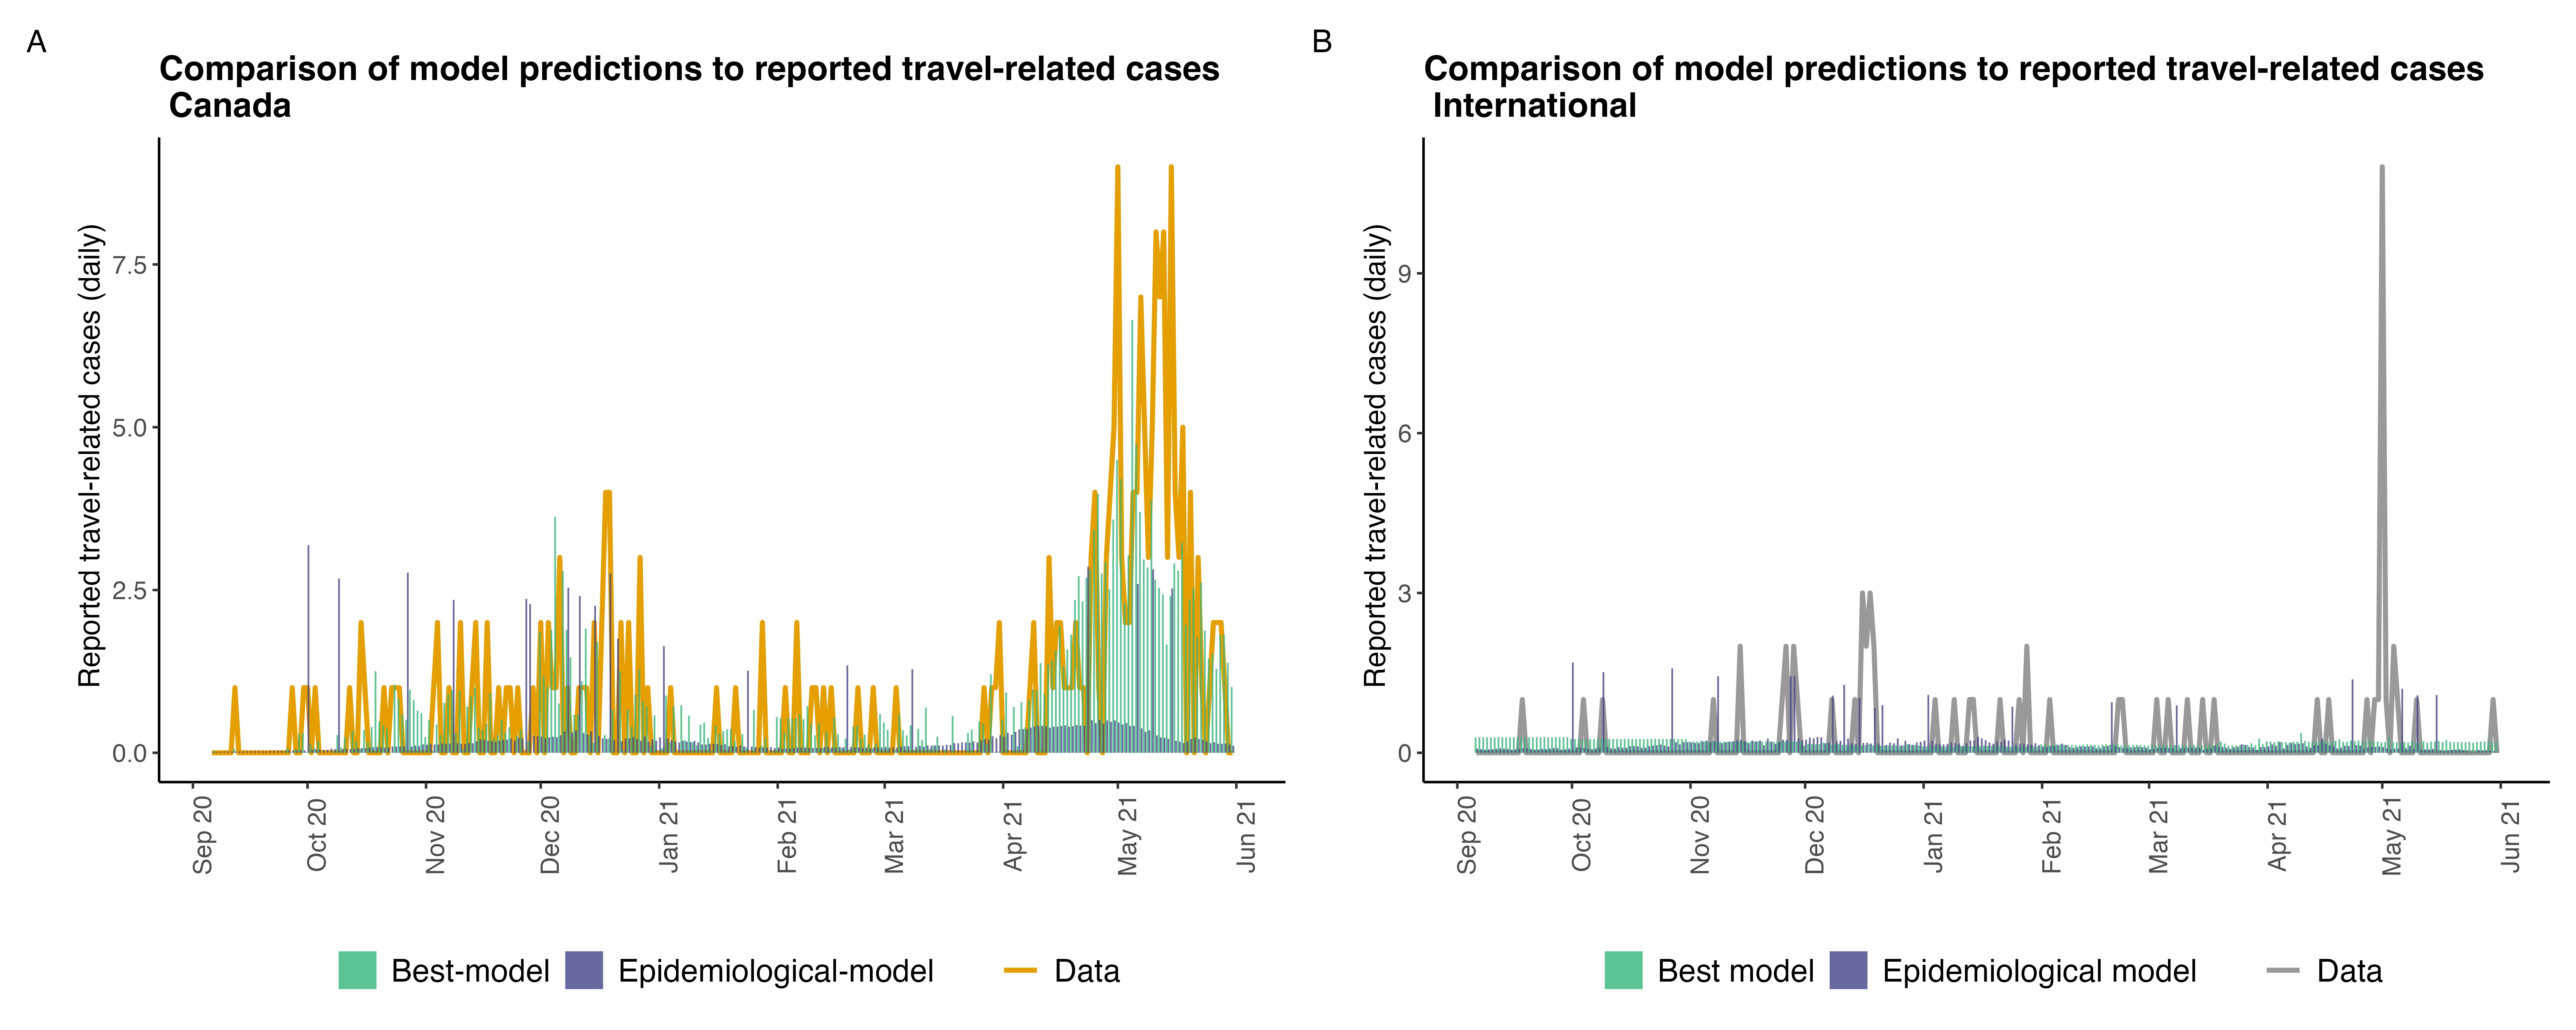 A
Comparison of model predictions to reported travel-related cases
Canada
Reported travel-related cases (daily)
7.5
5.0
2.5
0.0
Sep 20
Oct 20
Nov 20
Dec 20
Jan 21
Feb 21
Mar 21
Apr 21
May 21
Jun 21
Best-model
Epidemiological-model
Data
B
Comparison of model predictions to reported travel-related cases
International
Reported travel-related cases (daily)
9
6
3
0
Sep 20
Oct 20
Nov 20
Dec 20
Jan 21
Feb 21
Mar 21
Apr 21
May 21
Jun 21
Best model
Epidemiological model
Data